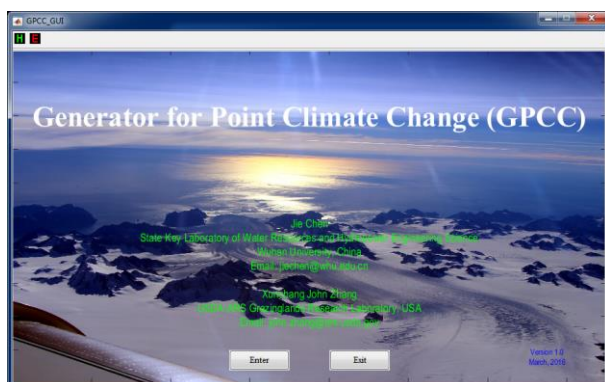 GPCC_GUI
H E
Generator for Point Climate Change (GPCC)
Jie Chen
State Key Laboratory of Water Resources and Hydropower Engineering Science
Wuhan University, China
Email: jiechen@whu.edu.cn
Xunchang John Zhang
USDA-ARS Grazinglands Research Laboratory, USA
Email:
Enter Exit
Version 1.0
March, 2016